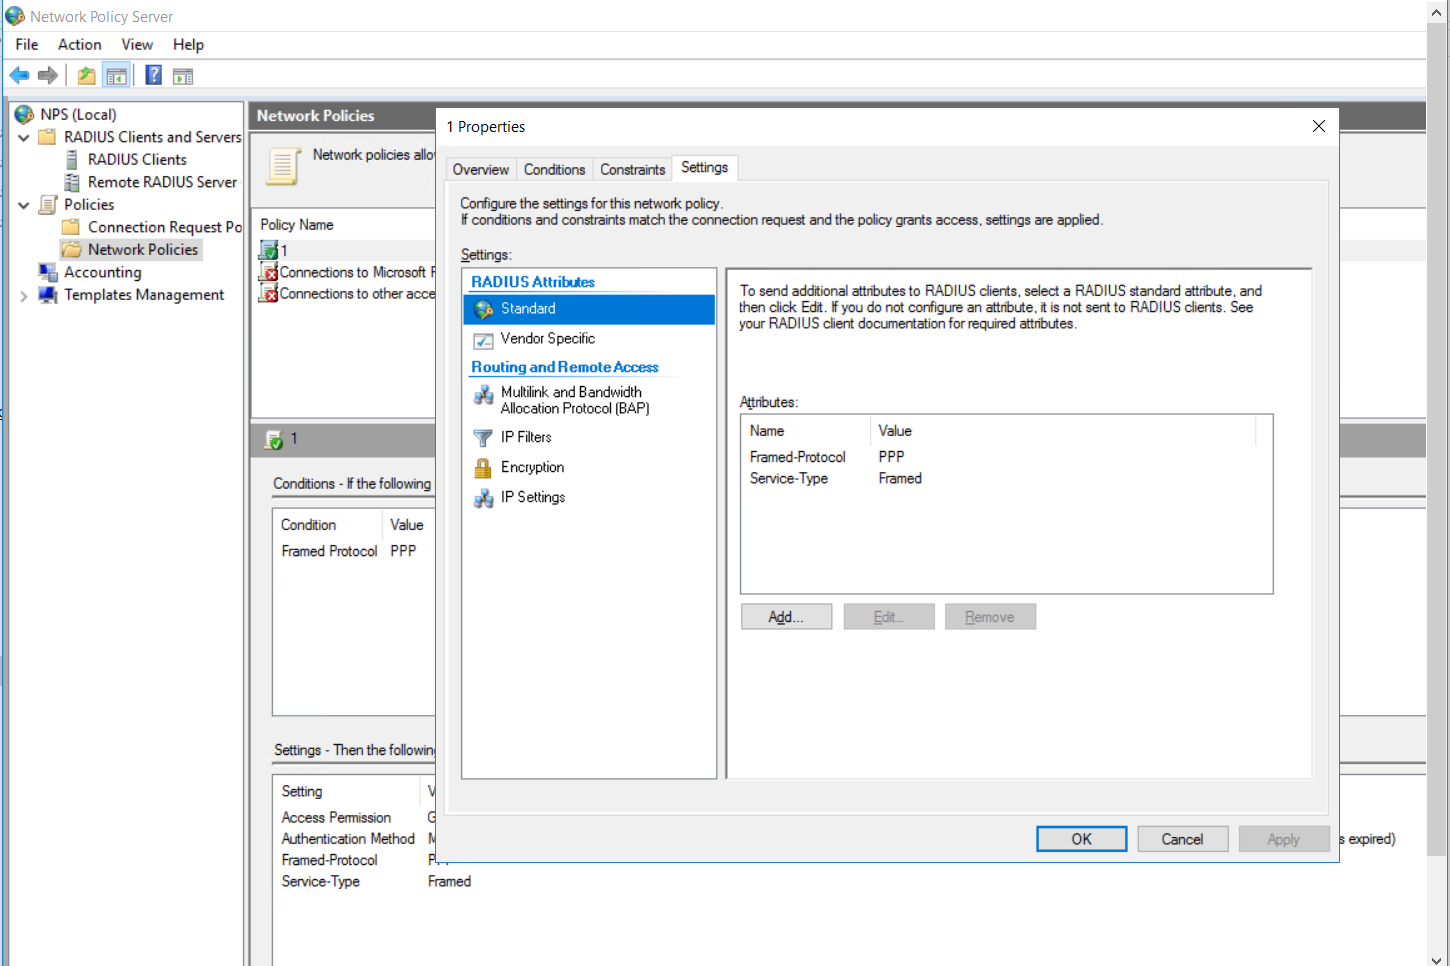 Network Policy Server
File Action View Help
NPS (Local)
RADIUS Clients and Servers
RADIUS Clients
Remote RADIUS Server
Policies
Connection Request Po
Network Policies
Accounting
Templates Management
Network Policies
Network policies allo
Policy Name
1
Connections to Microsoft R
Connections to other acce
1
Conditions - If the following
Condition Value
Framed Protocol PPP
Settings - Then the following
Setting V
Access Permission G
Authentication Method M
s expired)
Framed-Protocol P
Service-Type Framed
1 Properties
Overview Conditions Constraints Settings
Configure the settings for this network policy.
If conditions and constraints match the connection request and the policy grants access, settings are applied.
Settings:
RADIUS Attributes
Standard
Vendor Specific
Routing and Remote Access
Multilink and Bandwidth
Allocation Protocol (BAP)
IP Filters
Encryption
IP Settings
To send additional attributes to RADIUS clients, select a RADIUS standard attribute, and
then click Edit. If you do not configure an attribute, it is not sent to RADIUS clients. See
your RADIUS client documentation for required attributes.
Attributes:
Name Value
Framed-Protocol PPP
Service-Type Framed
Add... Edit... Remove
OK Cancel Apply